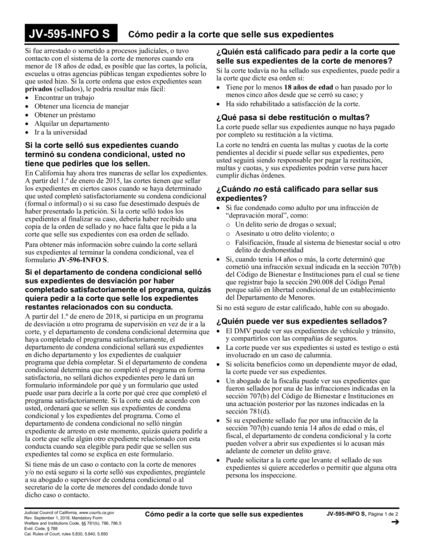 JV-595-INFO S
Cómo pedir a la corte que selle sus expedientes
Si fue arrestado o sometido a procesos judiciales, o tuvo
contacto con el sistema de la corte de menores cuando era
menor de 18 años de edad, es posible que las cortes, la policía,
escuelas u otras agencias públicas tengan expedientes sobre lo
que usted hizo. Si la corte ordena que estos expedientes sean
privados (sellados), le podría resultar más fácil:
• Encontrar un trabajo
• Obtener una licencia de manejar
• Obtener un préstamo
• Alquilar un departamento
• Ir a la universidad
Si la corte selló sus expedientes cuando
terminó su condena condicional, usted no
tiene que pedirles que los sellen.
En California hay ahora tres maneras de sellar los expedientes.
A partir del 1.º de enero de 2015, las cortes tienen que sellar
los expedientes en ciertos casos cuando se haya determinado
que usted completó satisfactoriamente su condena condicional
(formal o informal) o si su caso fue desestimado después de
haber presentado la petición. Si la corte selló todos los
expedientes al finalizar su caso, debería haber recibido una
copia de la orden de sellado y no hace falta que le pida a la
corte que selle sus expedientes con esa orden de sellado.
Para obtener más información sobre cuándo la corte sellará
sus expedientes al terminar la condena condicional, vea el
formulario JV-596-INFO S.
Si el departamento de condena condicional selló
sus expedientes de desviación por daber
completado satisfactoriamente el programa, quizás
quiera pedir a la corte que selle los expedientes
restantes relacionados con su conducta.
A partir del 1.º de enero de 2018, si participa en un programa
de desviación u otro programa de supervisión en vez de ir a la
corte, y el departamento de condena condicional determina que
haya completado el programa satisfactoriamente, el
departamento de condena condicional sellará sus expedientes
en dicho departamento y los expedientes de cualquier
programa que debía completar. Si el departamento de condena
condicional determina que no completó el programa en forma
satisfactoria, no sellará dichos expedientes pero le dará un
formulario informándole por qué y un formulario que usted
puede usar para decirle a la corte por qué cree que completó el
programa satisfactoriamente. Si la corte está de acuerdo con
usted, ordenará que se sellen sus expedientes de condena
condicional y los expedientes del programa. Como el
departamento de condena condicional no selló ningún
expediente de arresto en este momento, quizás quiera pedirle a
la corte que selle algún otro expediente relacionado con esta
conducta cuando sea elegible para pedir que se sellen sus
expedientes tal como se explica en este formulario.
Si tiene más de un caso o contacto con la corte de menores
y/o no está seguro si la corte selló sus expedientes, pregúntele
a su abogado o supervisor de condena condicional o al
secretario de la corte de menores del condado donde tuvo
dicho caso o contacto.
¿Quién está calificado para pedir a la corte que
selle sus expedientes de la corte de menores?
Si la corte todavía no ha sellado sus expedientes, puede pedir a
la corte que dicte esa orden si:
• Tiene por lo menos 18 años de edad o han pasado por lo
menos cinco años desde que se cerró su caso; y
• Ha sido rehabilitado a satisfacción de la corte.
¿Qué pasa si debe restitución o multas?
La corte puede sellar sus expedientes aunque no haya pagado
por completo su restitución a la víctima.
La corte no tendrá en cuenta las multas y cuotas de la corte
pendientes al decidir si puede sellar sus expedientes, pero
usted seguirá siendo responsable por pagar la restitución,
multas y cuotas, y sus expedientes podrán verse para hacer
cumplir dichas órdenes.
¿Cuándo no está calificado para sellar sus
expedientes?
• Si fue condenado como adulto por una infracción de
“depravación moral”, como:
o Un delito serio de drogas o sexual;
o Asesinato u otro delito violento; o
o Falsificación, fraude al sistema de bienestar social u otro
delito de deshonestidad
• Si, cuando tenía 14 años o más, la corte determinó que
cometió una infracción sexual indicada en la sección 707(b)
del Código de Bienestar e Instituciones para el cual se tiene
que registrar bajo la sección 290.008 del Código Penal
porque salió en libertad condicional de un establecimiento
del Departamento de Menores.
Si no está seguro de estar calificado, hable con su abogado.
¿Quién puede ver sus expedientes sellados?
• El DMV puede ver sus expedientes de vehículo y tránsito,
y compartirlos con las compañías de seguros.
• La corte puede ver sus expedientes si usted es testigo o está
involucrado en un caso de calumnia.
• Si solicita beneficios como un dependiente mayor de edad,
la corte puede ver sus expedientes.
• Un abogado de la fiscalía puede ver sus expedientes que
fueron sellados por una de las infracciones indicadas en la
sección 707(b) del Código de Bienestar e Instituciones en
una actuación posterior por las razones indicadas en la
sección 781(d).
• Si su expediente sellado fue por una infracción de la
sección 707(b) cuando tenía 14 años de edad o más, el
fiscal, el departamento de condena condicional y la corte
pueden volver a abrir sus expedientes si lo acusan más
adelante de cometer un delito grave.
• Puede solicitar a la corte que levante el sellado de sus
expedientes si quiere accederlos o permitir que alguna otra
persona los inspeccione.
Judicial Council of California, www.courts.ca.gov
Rev. September 1, 2018, Mandatory Form
Welfare and Institutions Code, §§ 781(b), 786, 786.5
Evid. Code, § 788
Cal. Rules of Court, rules 5.830, 5.840, 5.850
Cómo pedir a la corte que selle sus expedientes
JV-595-INFO S, Página 1 de 2
➔